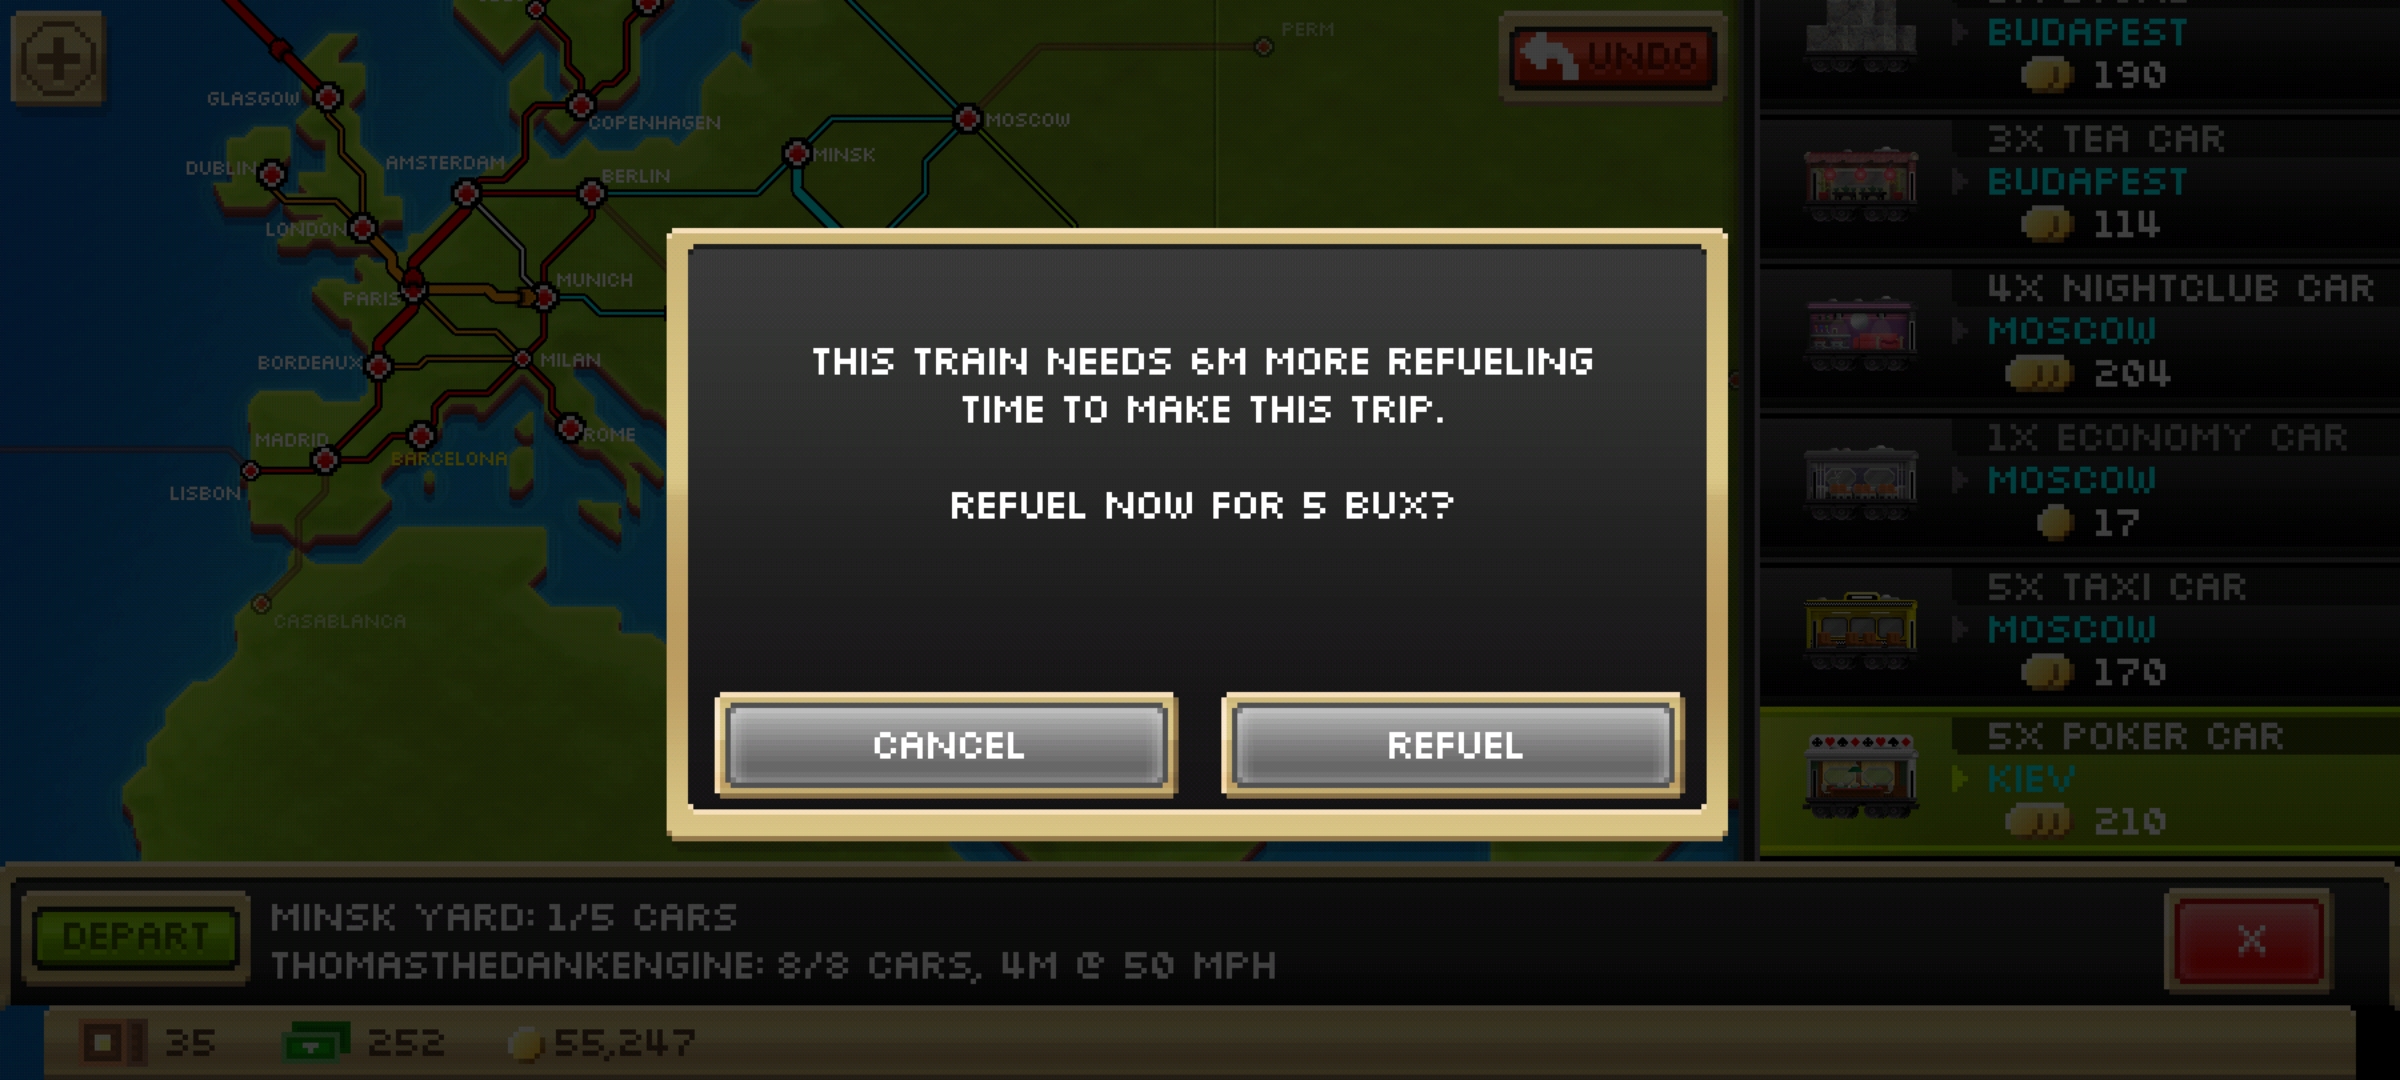 PERM
UNDO
GLASGOW
COPENHAGEN
MOSCOW
DUBLIN
AMSTERDAM
MINSK
BERLIN
LONDON
MUNICH
PARIS
BORDEAUX
MILAN
MADRID
ROME
BARCELONA
LISBON
CASABLANCA
THIS TRAIN NEEDS 6M MORE REFUELING
TIME TO MAKE THIS TRIP.
REFUEL NOW FOR 5 BUX?
CANCEL
REFUEL
BUDAPEST
190
3X TEA CAR
BUDAPEST
114
4X NIGHTCLUB CAR
MOSCOW
204
1X ECONOMY CAR
MOSCOW
17
5X TAXI CAR
MOSCOW
170
5X POKER CAR
KIEV
210
DEPART
MINSK YARD: 1/5 CARS
THOMASTHEDANKENGINE: 8/8 CARS, 4M @ 50 MPH
X
35
252
55,247